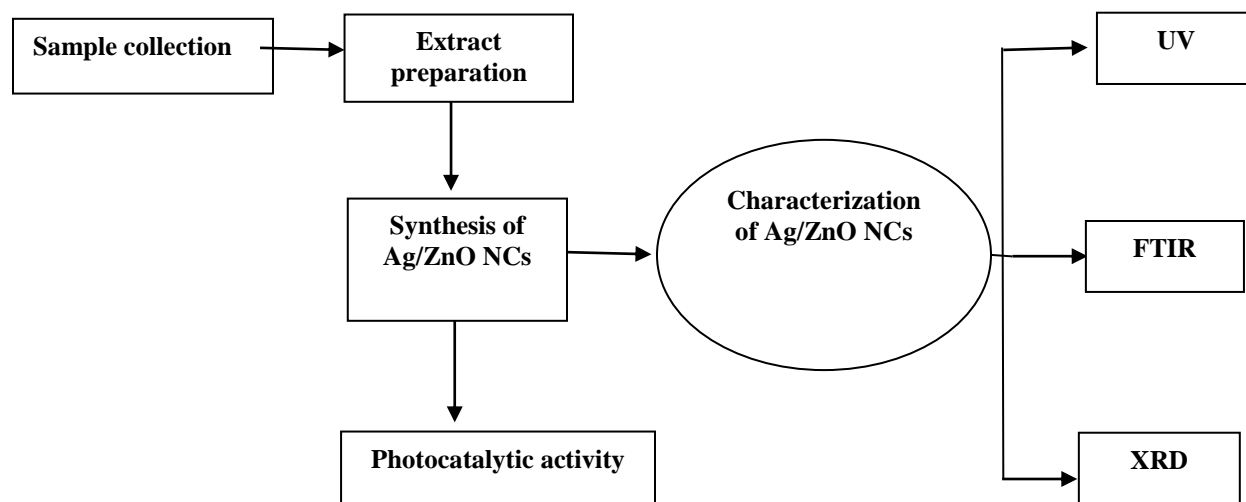 Sample collection
Extract
preparation
UV
Synthesis of
Ag/ZnO NCs
Characterization
of Ag/ZnO NCs
FTIR
Photocatalytic activity
XRD